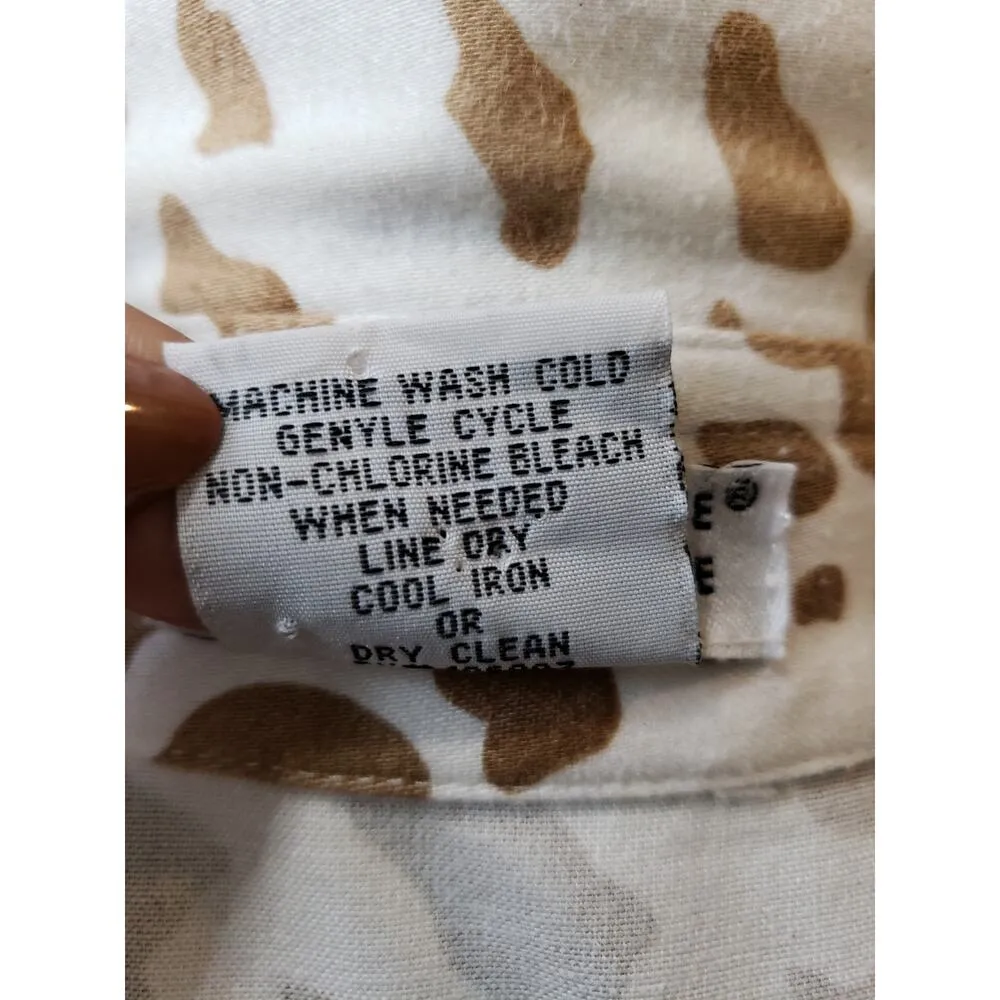 MACHINE WASH COLD
GENYLE CYCLE
NON-CHLORINE BLEACH
WHEN NEEDED
LINE DRY
COOL IRON
OR
DRY CLEAN
E ®
E